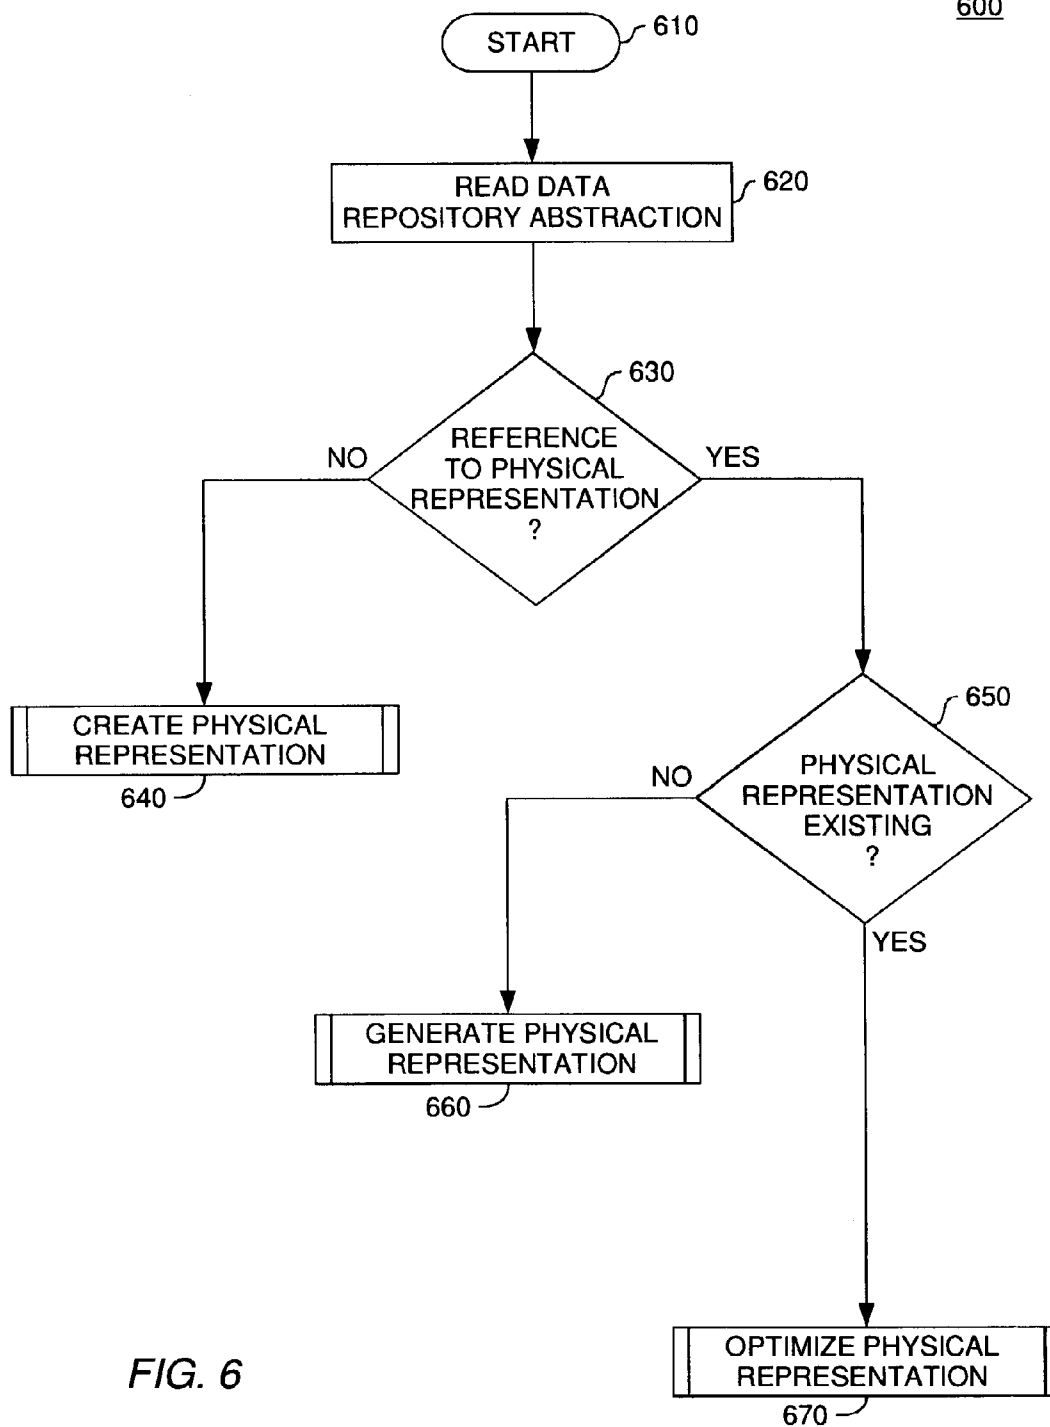 600
START
610
READ DATA
REPOSITORY ABSTRACTION
620
630
REFERENCE
TO PHYSICAL
REPRESENTATION
?
NO
YES
CREATE PHYSICAL
REPRESENTATION
640
650
PHYSICAL
REPRESENTATION
EXISTING
?
NO
YES
GENERATE PHYSICAL
REPRESENTATION
660
OPTIMIZE PHYSICAL
REPRESENTATION
670
FIG. 6